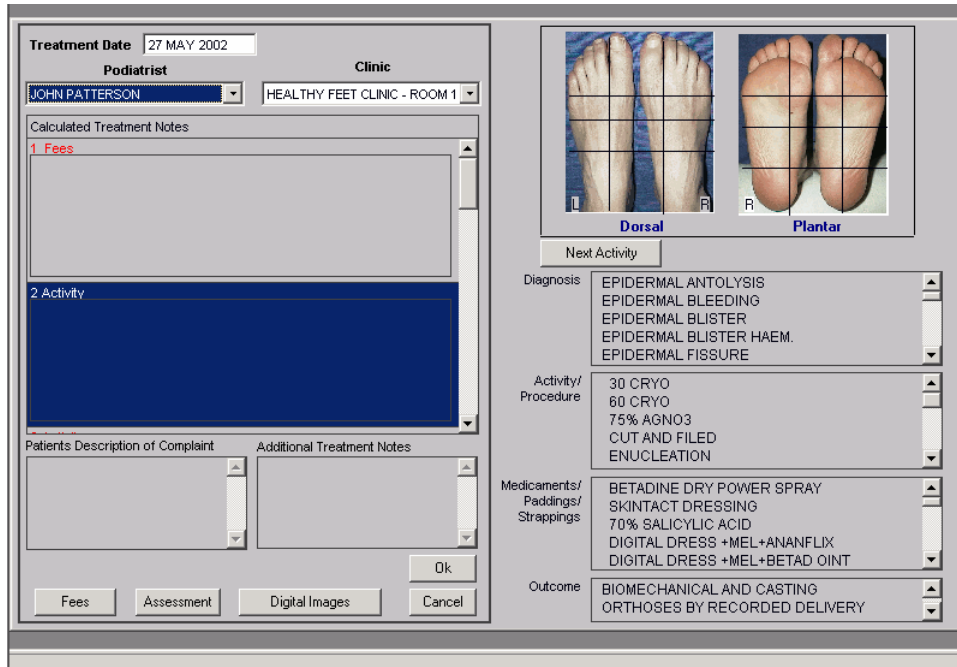 Treatment Date 27 MAY 2002
Podiatrist
Clinic
JOHN PATTERSON
HEALTHY FEET CLINIC - ROOM 1
Calculated Treatment Notes
1 Fees
2 Activity
Patients Description of Complaint
Additional Treatment Notes
Ok
Fees
Assessment
Digital Images
Cancel
L
R
R
Dorsal
Plantar
Next Activity
Diagnosis
EPIDERMAL ANTOLYSIS
EPIDERMAL BLEEDING
EPIDERMAL BLISTER
EPIDERMAL BLISTER HAEM.
EPIDERMAL FISSURE
Activity/
Procedure
30 CRYO
60 CRYO
75% AGNO3
CUT AND FILED
ENUCLEATION
Medicaments/
Paddings/
Strappings
BETADINE DRY POWER SPRAY
SKINTACT DRESSING
70% SALICYLIC ACID
DIGITAL DRESS +MEL+ANANFLIX
DIGITAL DRESS +MEL+BETAD OINT
Outcome
BIOMECHANICAL AND CASTING
ORTHOSES BY RECORDED DELIVERY